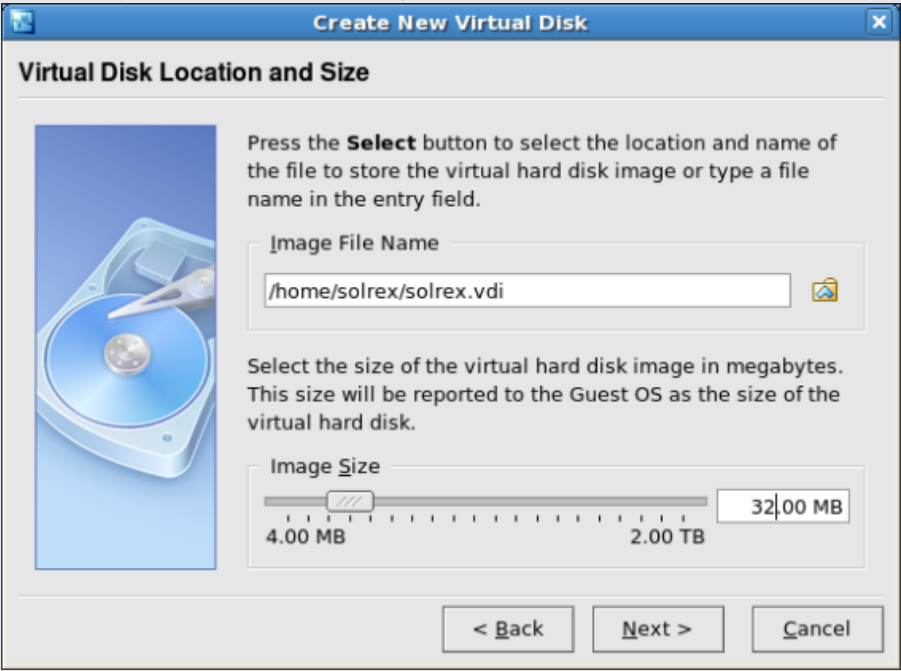 Create New Virtual Disk
Virtual Disk Location and Size
Press the Select button to select the location and name of
the file to store the virtual hard disk image or type a file
name in the entry field.
Image File Name
/home/solrex/solrex.vdi
Select the size of the virtual hard disk image in megabytes.
This size will be reported to the Guest OS as the size of the
virtual hard disk.
Image Size
32.00 MB
4.00 MB 2.00 TB
< Back Next > Cancel